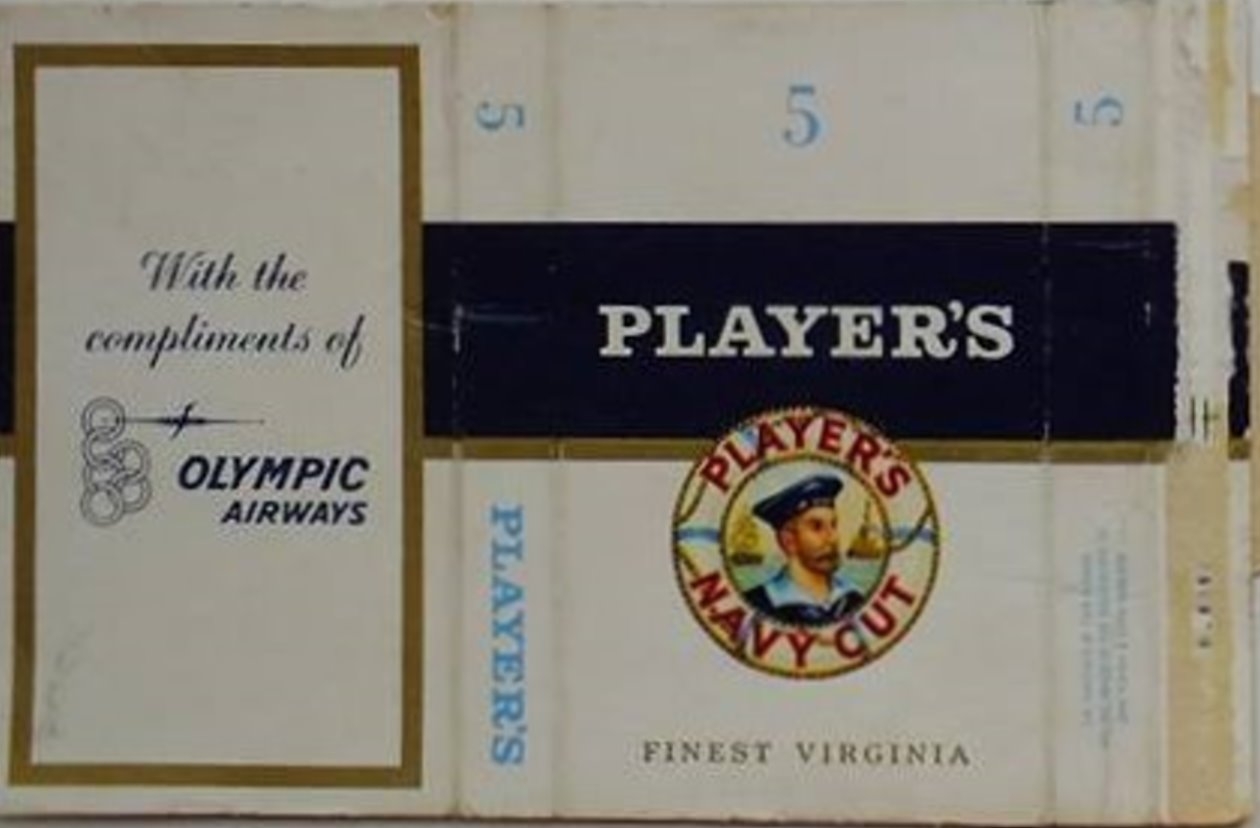 With the
compliments of
OLYMPIC
AIRWAYS
5
PLAYER'S
5
PLAYER'S
PLAYER'S
NAVY CUT
FINEST VIRGINIA
5